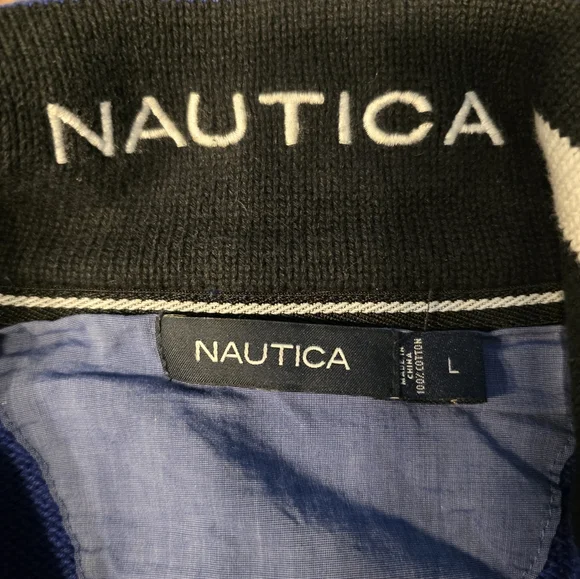 NAUTICA
NAUTICA
MADE IN
CHINA
100% COTTON
L